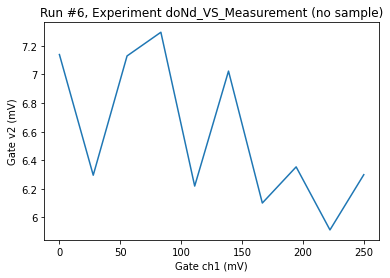 Run #6, Experiment doNd_VS_Measurement (no sample)
Gate v2 (mV)
7.2
7
6.8
6.6
6.4
6.2
6
0 50 100 150 200 250
Gate ch1 (mV)